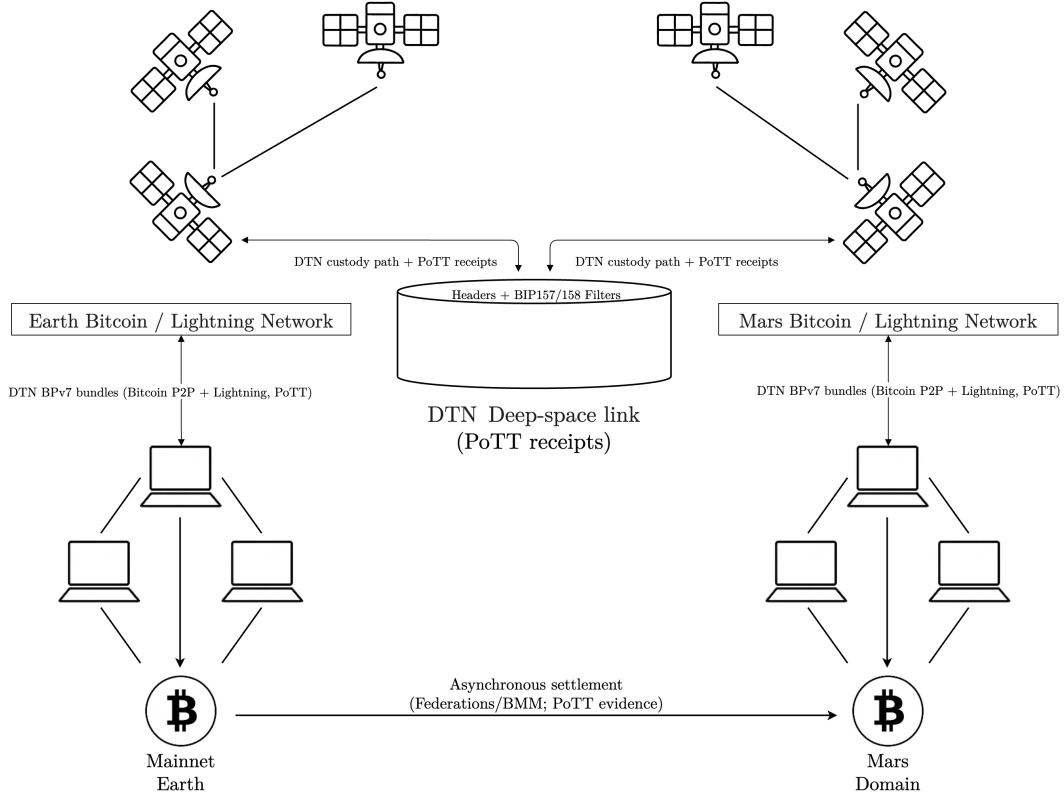 DTN custody path + PoTT receipts
DTN custody path + PoTT receipts
Headers + BIP157/158 Filters
Earth Bitcoin / Lightning Network
Mars Bitcoin / Lightning Network
DTN BPv7 bundles (Bitcoin P2P + Lightning, PoTT)
DTN BPv7 bundles (Bitcoin P2P + Lightning, PoTT)
DTN Deep-space link
(PoTT receipts)
Asynchronous settlement
(Federations/BMM; PoTT evidence)
Mainnet
Earth
Mars
Domain